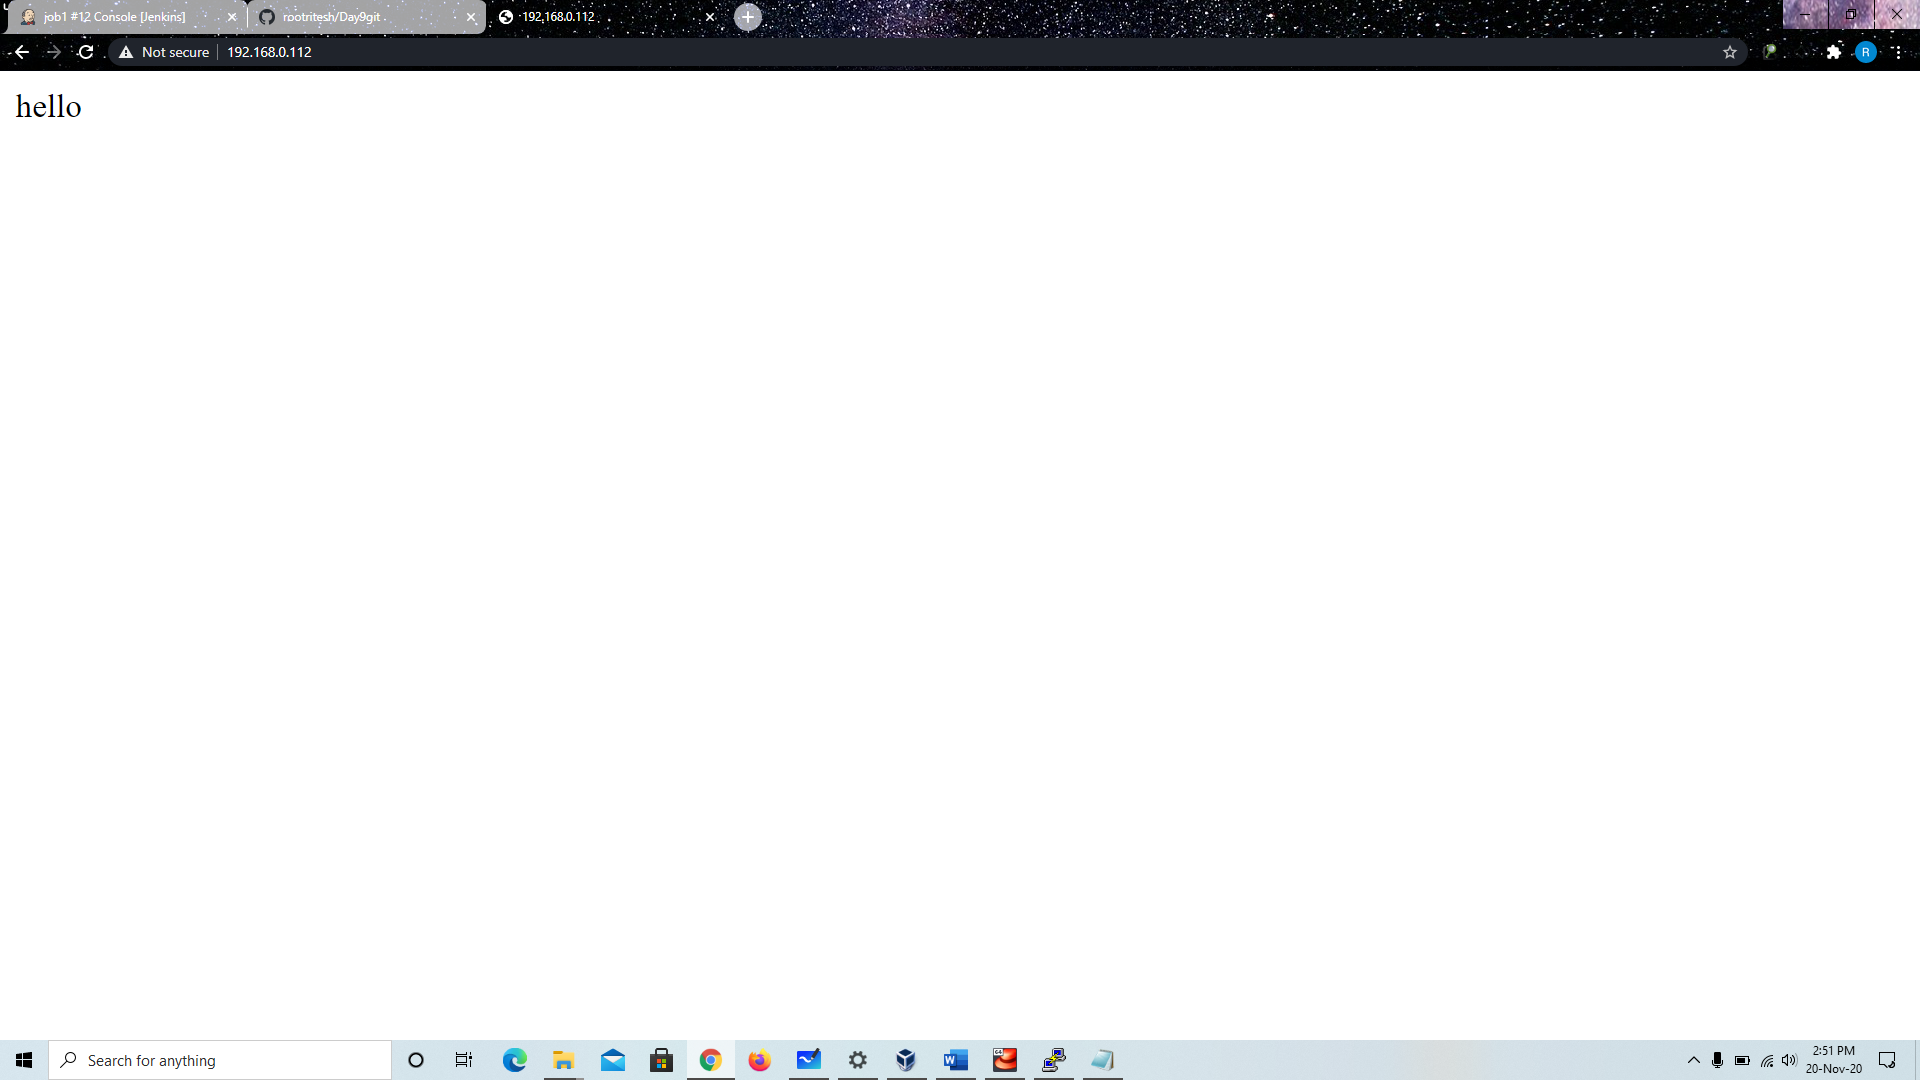 job1 #12 Console [Jenkins]
rootritesh/Day9git
192.168.0.112
Not secure
192.168.0.112
R
hello
Search for anything
2:51 PM
20-Nov-20